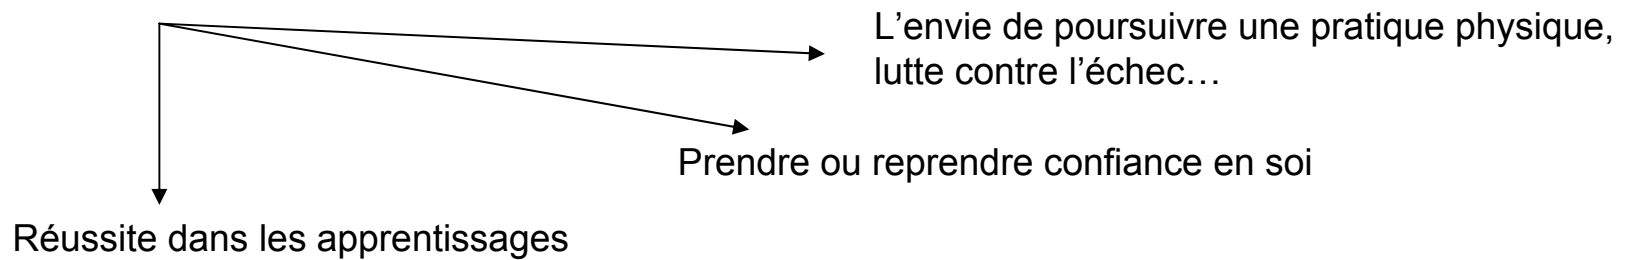 L’envie de poursuivre une pratique physique,
lutte contre l’échec…
Prendre ou reprendre confiance en soi
Réussite dans les apprentissages